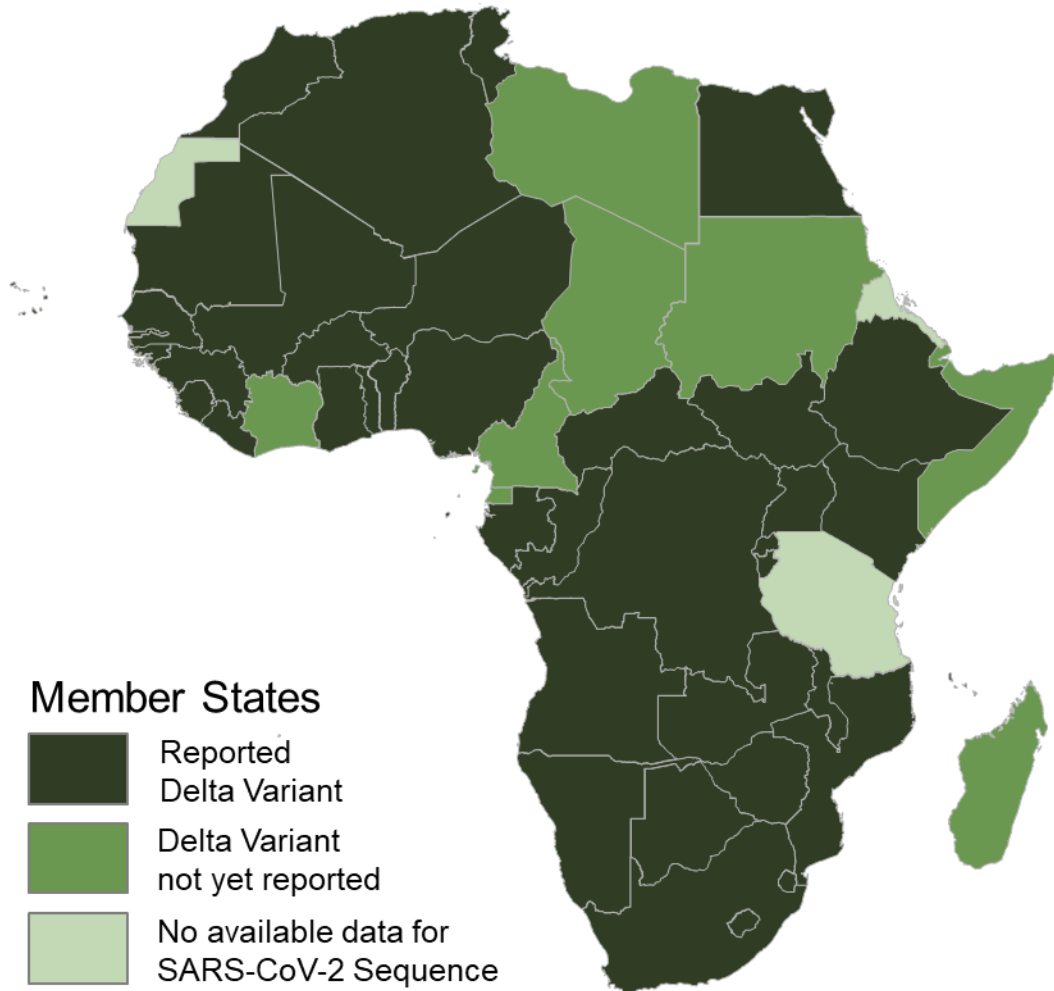 Member States
Reported
Delta Variant
Delta Variant
not yet reported
No available data for
SARS-CoV-2 Sequence